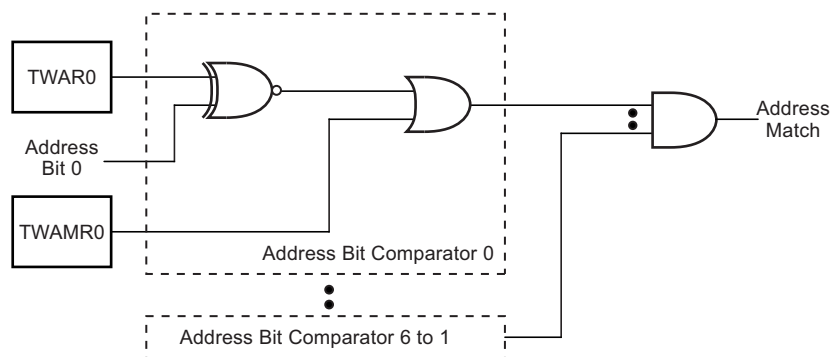 TWAR0
Address
Bit 0
TWAMR0
Address Bit Comparator 0
Address
Match
Address Bit Comparator 6 to 1